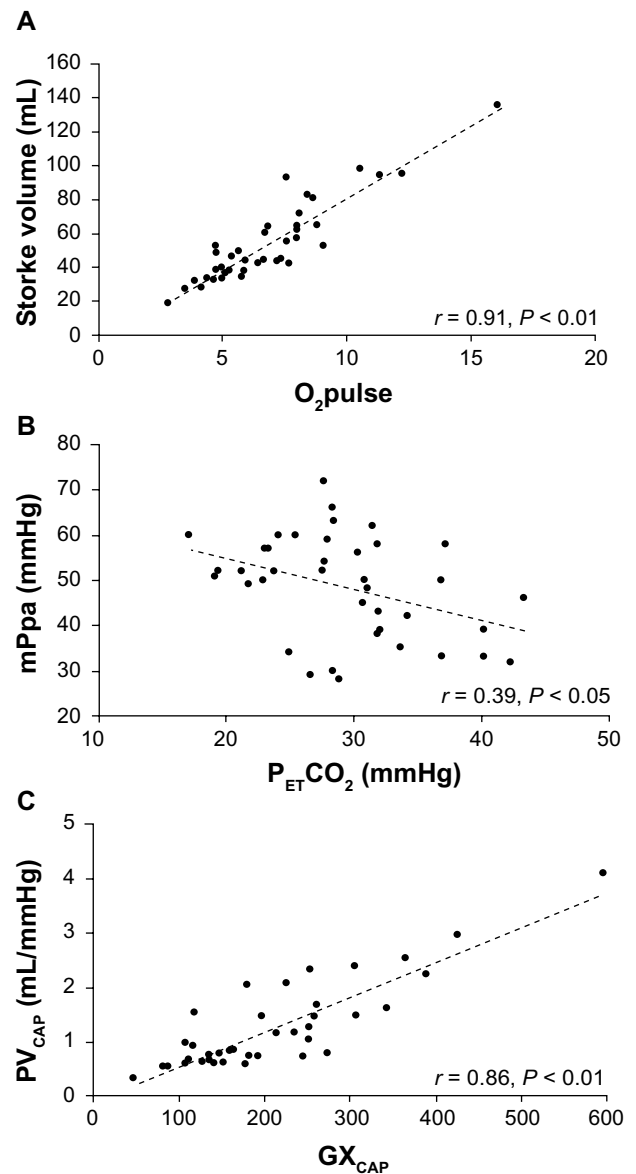 A
160
140
120
100
80
60
40
20
0
Storke volume (mL)
r = 0.91, P < 0.01
0 5 10 15 20
O₂pulse
B
80
70
60
50
40
30
20
mPpa (mmHg)
r = 0.39, P < 0.05
10 20 30 40 50
PETCO₂ (mmHg)
C
5
4
3
2
1
0
PVCAP (mL/mmHg)
r = 0.86, P < 0.01
0 100 200 300 400 500 600
GXCAP